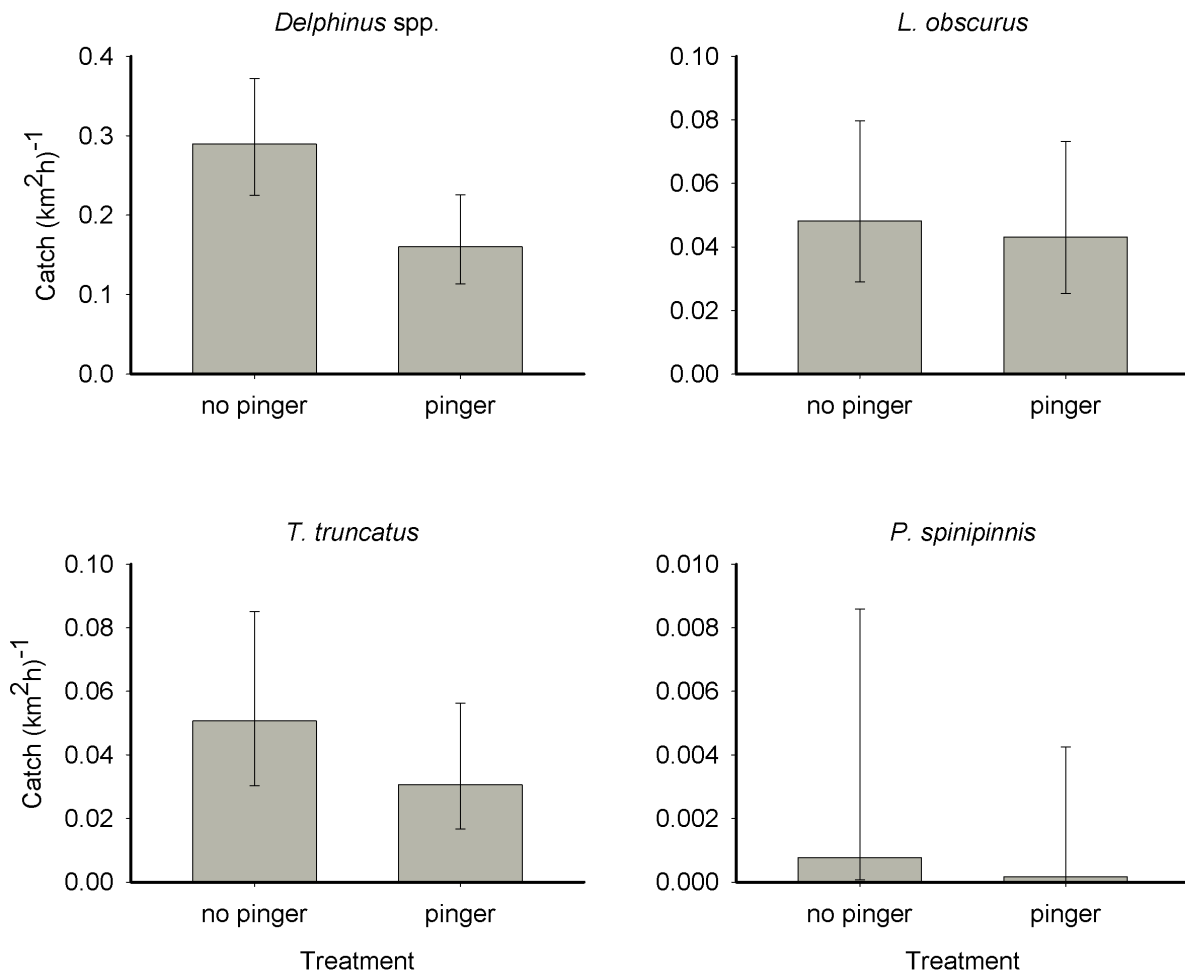 Delphinus spp.
0.4
0.3
0.2
0.1
0.0
Catch (km²h)⁻¹
no pinger pinger
L. obscurus
0.10
0.08
0.06
0.04
0.02
0.00
no pinger pinger
T. truncatus
0.10
0.08
0.06
0.04
0.02
0.00
Catch (km²h)⁻¹
no pinger pinger
Treatment
P. spinipinnis
0.010
0.008
0.006
0.004
0.002
0.000
no pinger pinger
Treatment